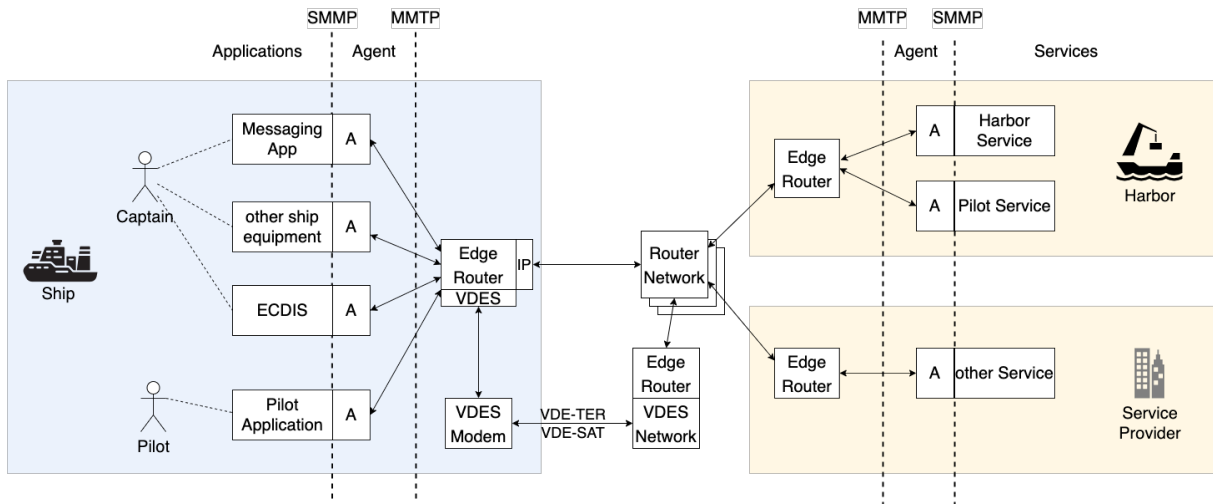 SMMP
MMTP
MMTP
SMMP
Applications
Agent
Agent
Services
Messaging
App
A
Captain
other ship
equipment
A
Ship
ECDIS
A
Pilot
Pilot
Application
A
Edge
Router
IP
VDES
VDES
Modem
VDE-TER
VDE-SAT
Router
Network
Edge
Router
VDES
Network
Edge
Router
A
Harbor
Service
A
Pilot Service
Harbor
Edge
Router
A
other Service
Service
Provider